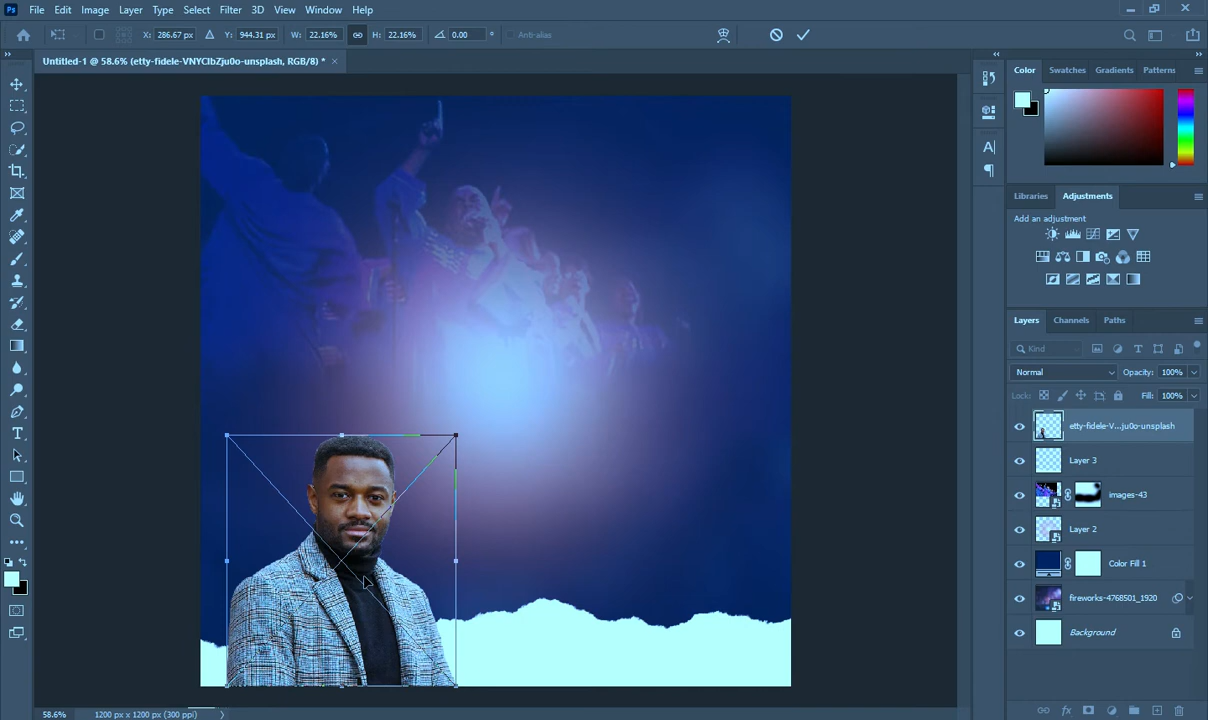 Ps File Edit Image Layer Type Select Filter 3D View Window Help
X: 286.67 px Y: 944.31 px W: 22.16% H: 22.16% 0.00 ° Anti-alias
Untitled-1 @ 58.6% (etty-fidele-VNYCIbZju0o-unsplash, RGB/8) * ×
Color Swatches Gradients Patterns
Libraries Adjustments
Add an adjustment
Layers Channels Paths
Kind
Normal Opacity: 100%
Lock: Fill: 100%
etty-fidele-V...ju0o-unsplash
Layer 3
images-43
Layer 2
Color Fill 1
fireworks-4768501_1920
Background
58.6% 1200 px x 1200 px (300 ppi)